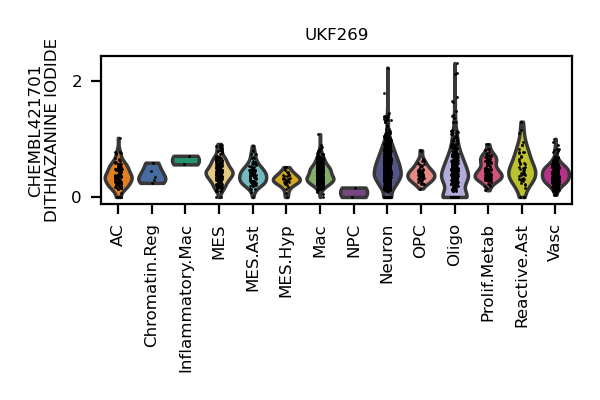 UKF269
CHEMBL421701
DITHIAZANINE IODIDE
2
0
AC
Chromatin.Reg
Inflammatory.Mac
MES
MES.Ast
MES.Hyp
Mac
NPC
Neuron
OPC
Oligo
Prolif.Metab
Reactive.Ast
Vasc